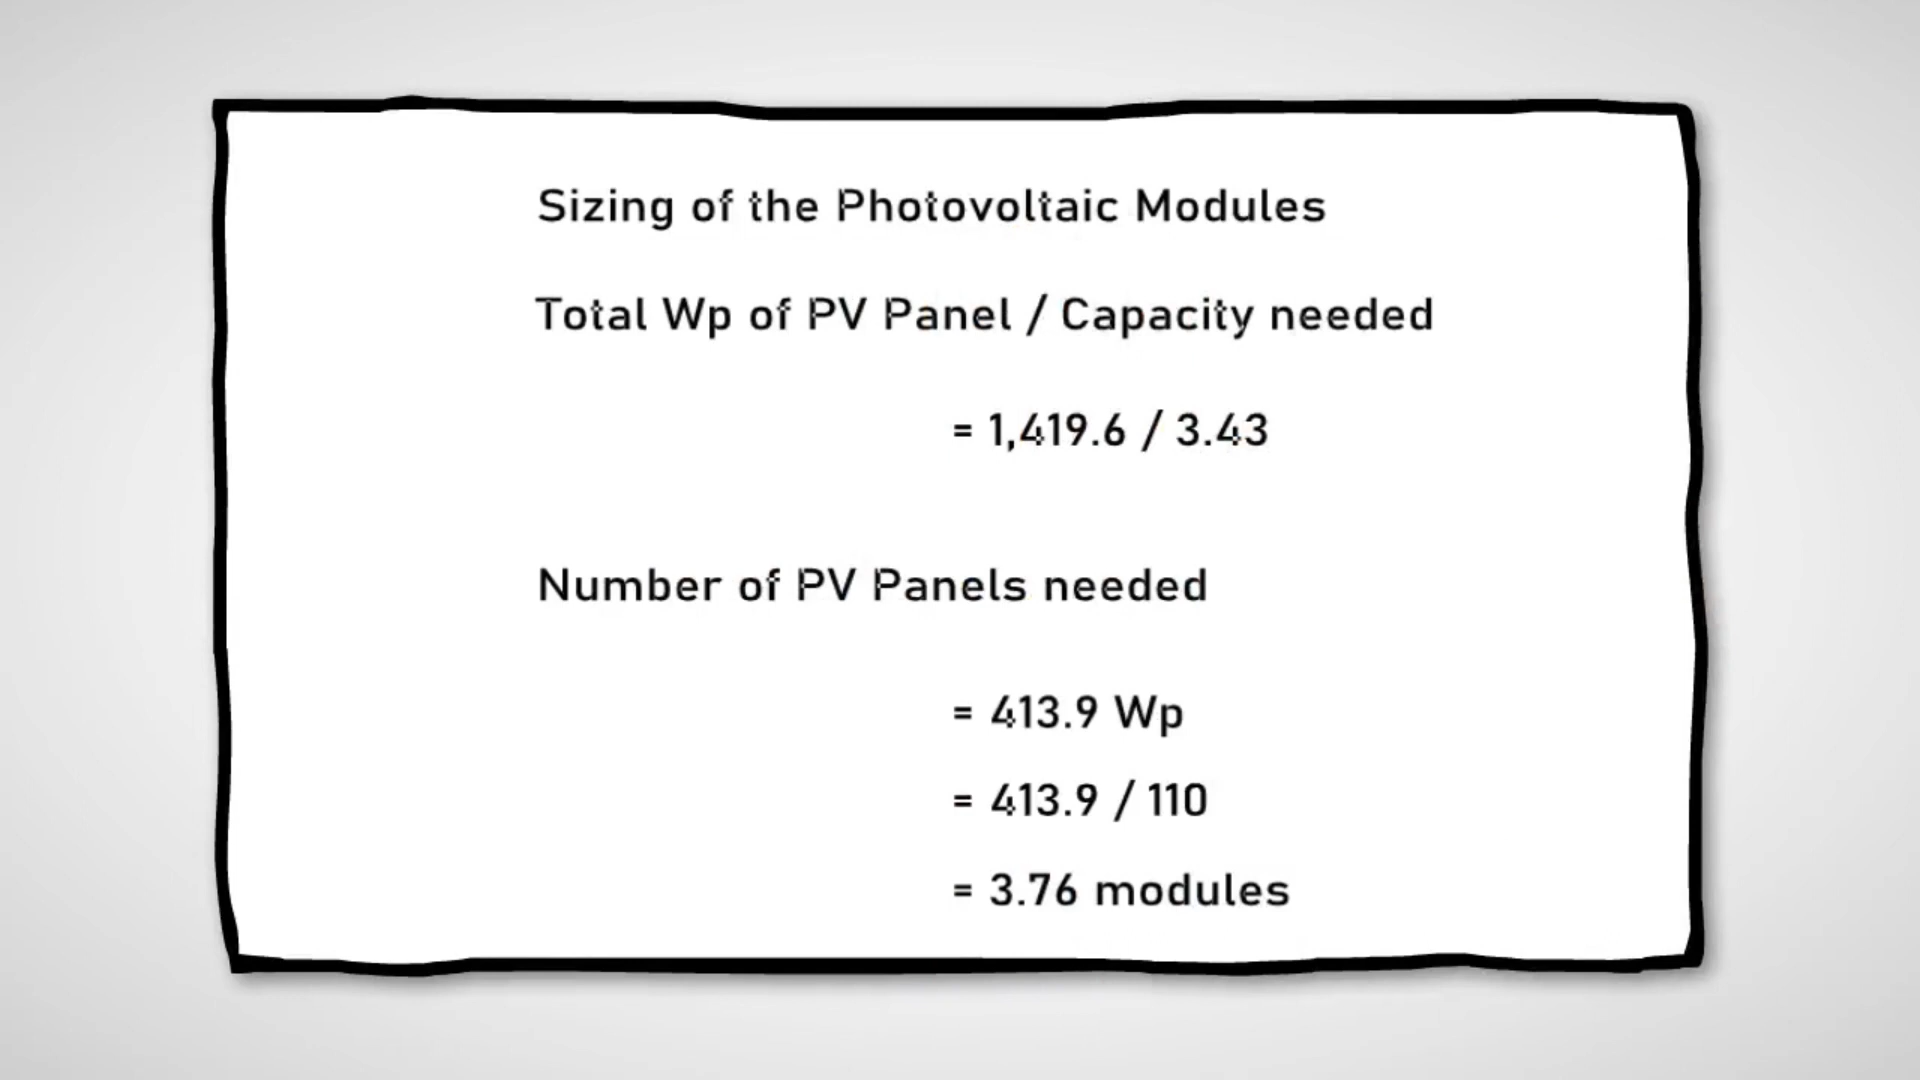 Sizing of the Photovoltaic Modules
Total Wp of PV Panel / Capacity needed
= 1,419.6 / 3.43
Number of PV Panels needed
= 413.9 Wp
= 413.9 / 110
= 3.76 modules